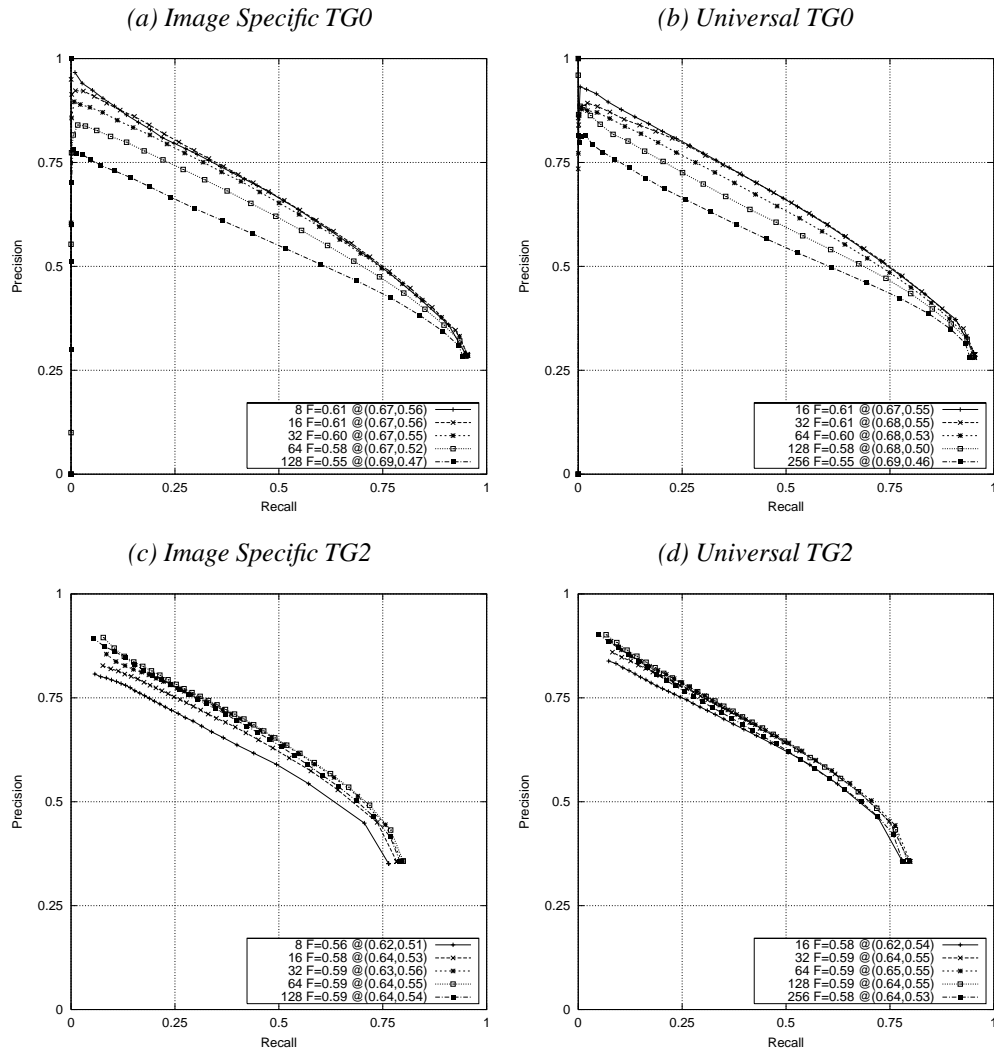 (a) Image Specific TG0
(b) Universal TG0
1
0.75
0.5
0.25
0
0
0.25
0.5
0.75
1
Precision
Recall
8 F=0.61 @(0.67,0.56)
16 F=0.61 @(0.67,0.56)
32 F=0.60 @(0.67,0.55)
64 F=0.58 @(0.67,0.52)
128 F=0.55 @(0.69,0.47)
1
0.75
0.5
0.25
0
0
0.25
0.5
0.75
1
Precision
Recall
16 F=0.61 @(0.67,0.55)
32 F=0.61 @(0.68,0.55)
64 F=0.60 @(0.68,0.53)
128 F=0.58 @(0.68,0.50)
256 F=0.55 @(0.69,0.46)
(c) Image Specific TG2
(d) Universal TG2
1
0.75
0.5
0.25
0
0
0.25
0.5
0.75
1
Precision
Recall
8 F=0.56 @(0.62,0.51)
16 F=0.58 @(0.64,0.53)
32 F=0.59 @(0.63,0.56)
64 F=0.59 @(0.64,0.55)
128 F=0.59 @(0.64,0.54)
1
0.75
0.5
0.25
0
0
0.25
0.5
0.75
1
Precision
Recall
16 F=0.58 @(0.62,0.54)
32 F=0.59 @(0.64,0.55)
64 F=0.59 @(0.65,0.55)
128 F=0.59 @(0.64,0.55)
256 F=0.58 @(0.64,0.53)